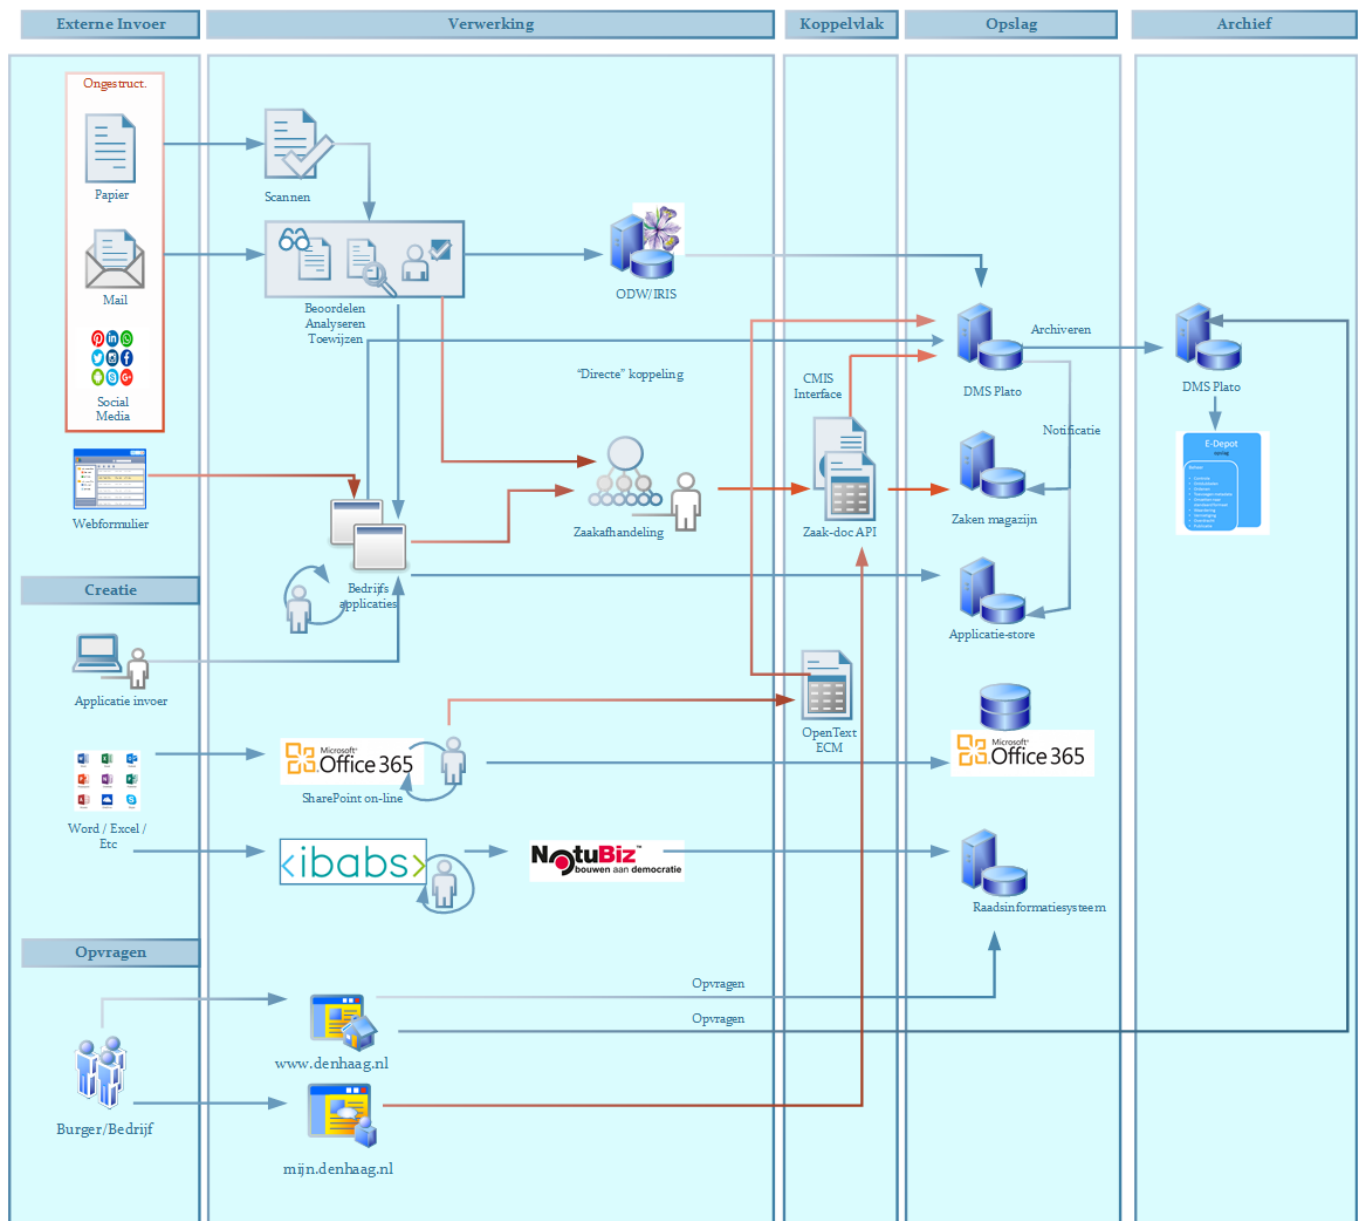 Externe Invoer
Verwerking
Koppelvlak
Opslag
Archief
Ongestruct.
Papier
Scannen
Mail
Beoordelen
Analyseren
Toewijzen
ODW/IRIS
Social
Media
"Directe" koppeling
CMIS
Interface
DMS Plato
Archiveren
DMS Plato
Notificatie
E-Depot
opslag
Beheer
Webformulier
Zaakafhandeling
Zaak-doc API
Zaken magazijn
Creatie
Bedrijfs
applicaties
Applicatie-store
Applicatie invoer
OpenText
ECM
Microsoft
Office 365
SharePoint on-line
Microsoft
Office 365
Word / Excel /
Etc
<ibabs>
NotuBiz™
bouwen aan democratie
Raadsinformatiesysteem
Opvragen
Opvragen
Opvragen
www.denhaag.nl
Burger/Bedrijf
mijn.denhaag.nl